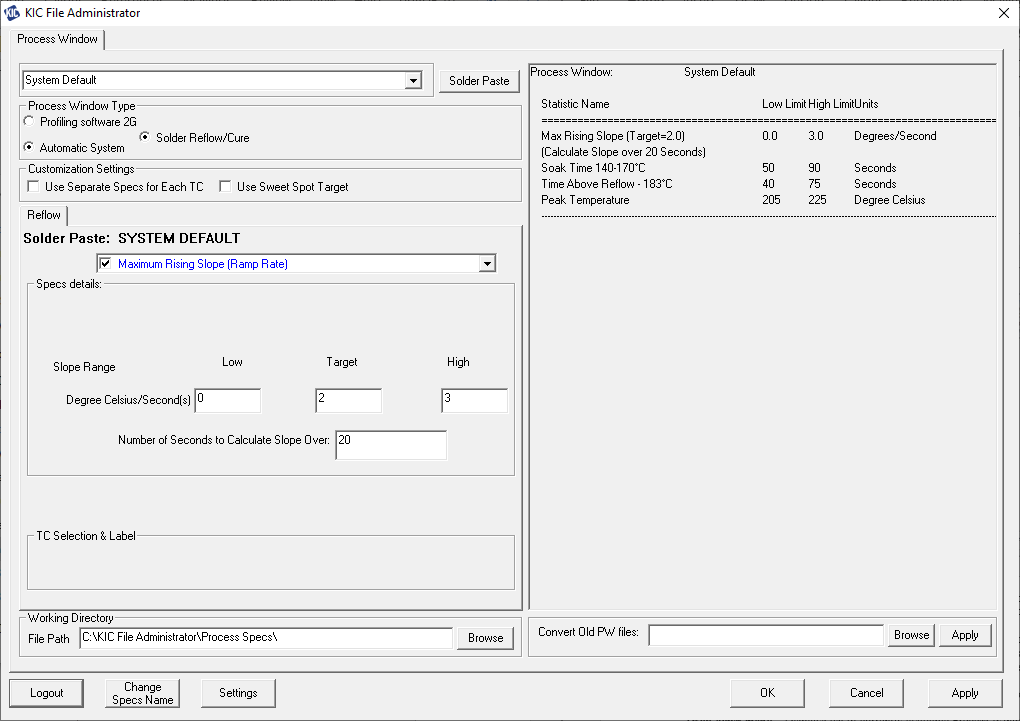 KIC File Administrator
Process Window
System Default
Solder Paste
Process Window Type
Profiling software 2G
Solder Reflow/Cure
Automatic System
Customization Settings
Use Separate Specs for Each TC
Use Sweet Spot Target
Reflow
Solder Paste: SYSTEM DEFAULT
Maximum Rising Slope (Ramp Rate)
Specs details:
Slope Range Low Target High
Degree Celsius/Second(s) 0 2 3
Number of Seconds to Calculate Slope Over: 20
TC Selection & Label
Working Directory
File Path C:\KIC File Administrator\Process Specs\ Browse
Process Window: System Default
Statistic Name Low Limit High Limit Units
Max Rising Slope (Target=2.0) 0.0 3.0 Degrees/Second
(Calculate Slope over 20 Seconds)
Soak Time 140-170°C 50 90 Seconds
Time Above Reflow - 183°C 40 75 Seconds
Peak Temperature 205 225 Degree Celsius
Convert Old PW files: Browse Apply
Logout
Change
Specs Name
Settings
OK
Cancel
Apply